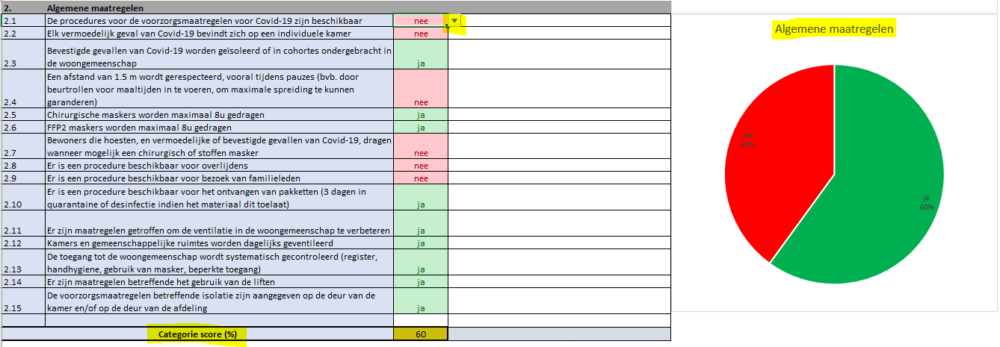 2. Algemene maatregelen
2.1 De procedures voor de voorzorgsmaatregelen voor Covid-19 zijn beschikbaar nee
2.2 Elk vermoedelijk geval van Covid-19 bevindt zich op een individuele kamer nee
Bevestigde gevallen van Covid-19 worden geïsoleerd of in cohortes ondergebracht in
2.3 de woongemeenschap ja
Een afstand van 1.5 m wordt gerespecteerd, vooral tijdens pauzes (bvb. door
beurtrollen voor maaltijden in te voeren, om maximale spreiding te kunnen
2.4 garanderen) nee
2.5 Chirurgische maskers worden maximaal 8u gedragen ja
2.6 FFP2 maskers worden maximaal 8u gedragen ja
Bewoners die hoesten, en vermoedelijke of bevestigde gevallen van Covid-19, dragen
2.7 wanneer mogelijk een chirurgisch of stoffen masker nee
2.8 Er is een procedure beschikbaar voor overlijdens nee
2.9 Er is een procedure beschikbaar voor bezoek van familieleden nee
Er is een procedure beschikbaar voor het ontvangen van pakketten (3 dagen in
2.10 quarantaine of desinfectie indien het materiaal dit toelaat) ja
2.11 Er zijn maatregelen getroffen om de ventilatie in de woongemeenschap te verbeteren ja
2.12 Kamers en gemeenschappelijke ruimtes worden dagelijks geventileerd ja
De toegang tot de woongemeenschap wordt systematisch gecontroleerd (register,
2.13 handhygiene, gebruik van masker, beperkte toegang) ja
2.14 Er zijn maatregelen betreffende het gebruik van de liften ja
De voorzorgsmaatregelen betreffende isolatie zijn aangegeven op de deur van de
2.15 kamer en/of op de deur van de afdeling ja
Categorie score (%) 60
Algemene maatregelen
nee
40%
ja
60%